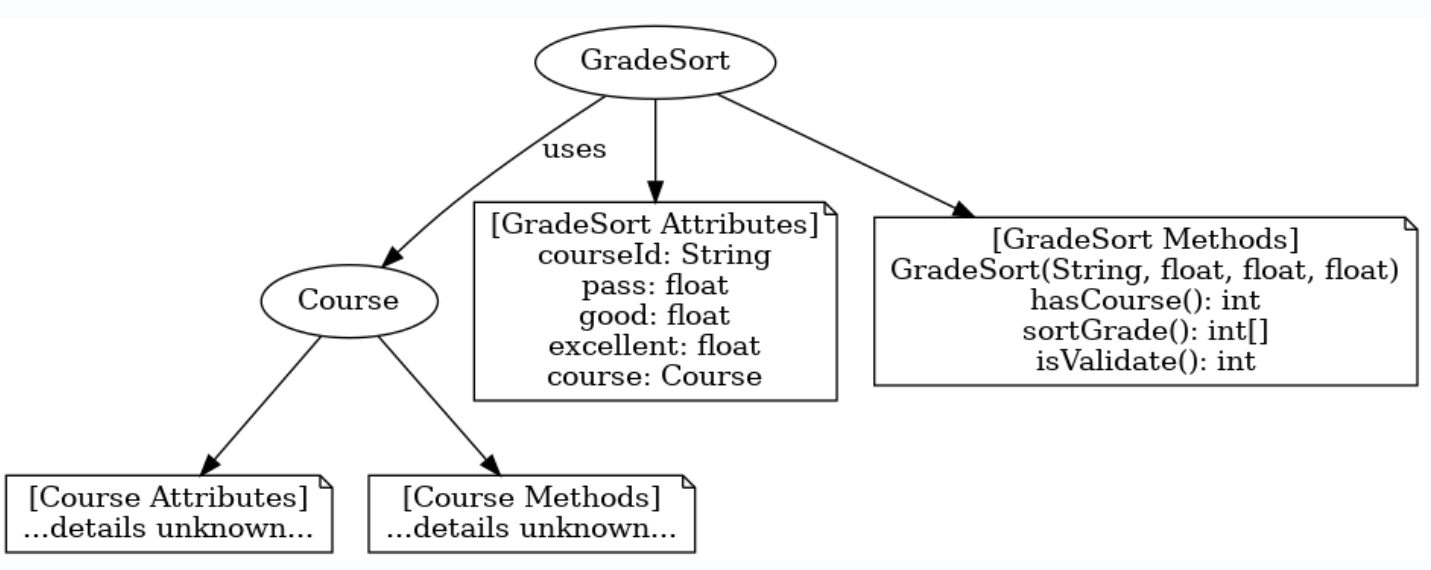 GradeSort
uses
[GradeSort Attributes]
courseId: String
pass: float
good: float
excellent: float
course: Course
[GradeSort Methods]
GradeSort(String, float, float, float)
hasCourse(): int
sortGrade(): int[]
isValidate(): int
Course
[Course Attributes]
...details unknown...
[Course Methods]
...details unknown...